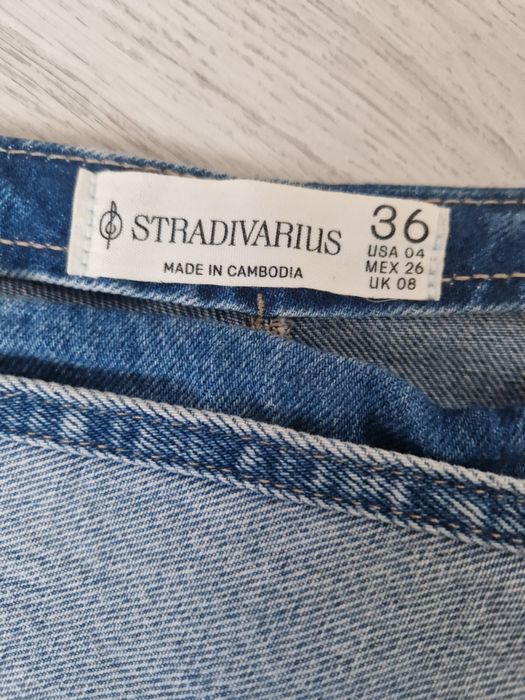 STRADIVARIUS
MADE IN CAMBODIA
36
USA 04
MEX 26
UK 08